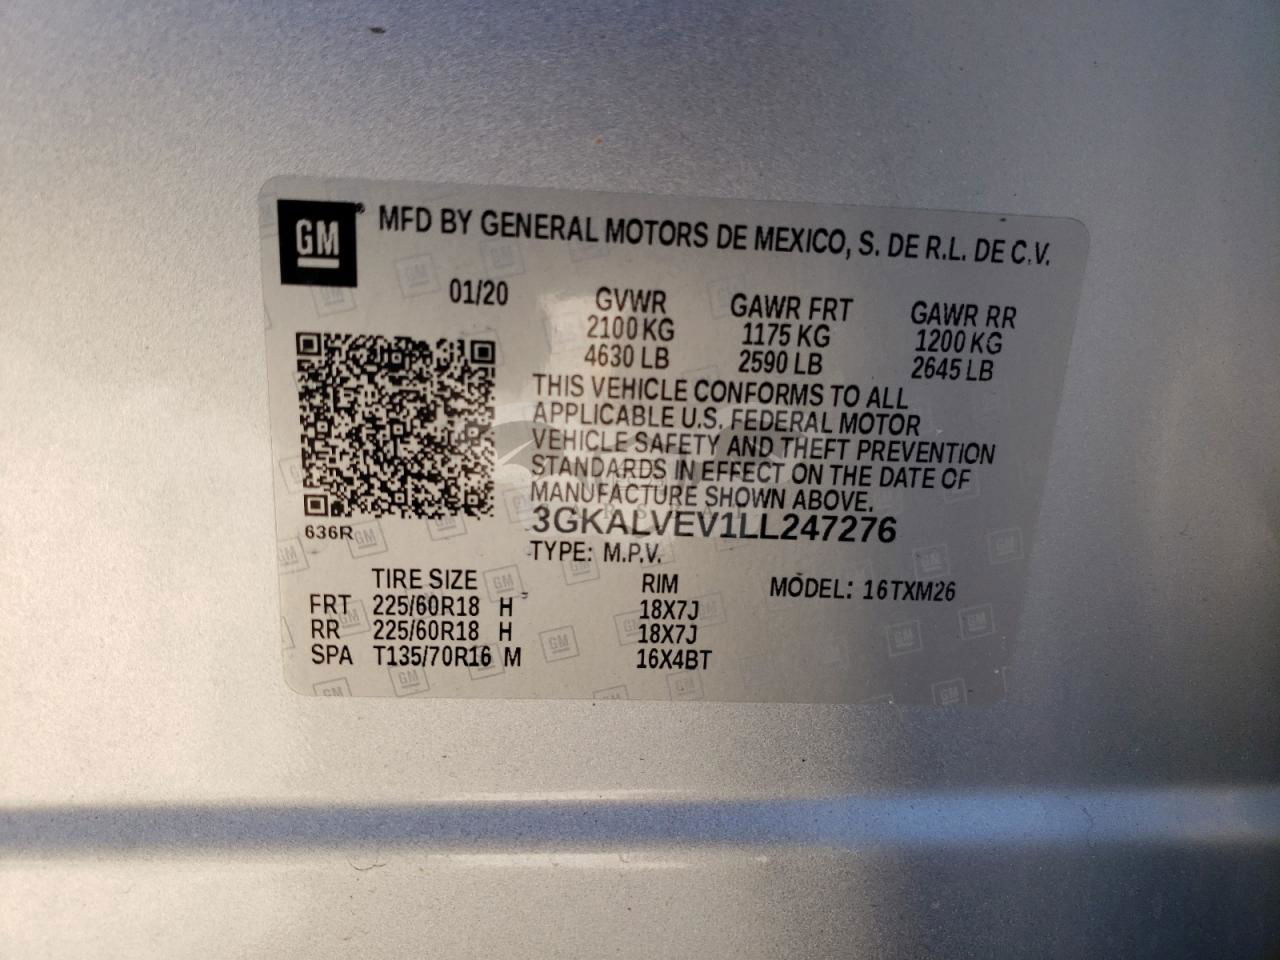 GM® MFD BY GENERAL MOTORS DE MEXICO, S. DE R.L. DE C.V.
01/20 GVWR GAWR FRT GAWR RR
2100 KG 1175 KG 1200 KG
4630 LB 2590 LB 2645 LB
THIS VEHICLE CONFORMS TO ALL
APPLICABLE U.S. FEDERAL MOTOR
VEHICLE SAFETY AND THEFT PREVENTION
STANDARDS IN EFFECT ON THE DATE OF
MANUFACTURE SHOWN ABOVE.
636R 3GKALVEV1LL247276
TYPE: M.P.V.
TIRE SIZE RIM MODEL: 16TXM26
FRT 225/60R18 H 18X7J
RR 225/60R18 H 18X7J
SPA T135/70R16 M 16X4BT